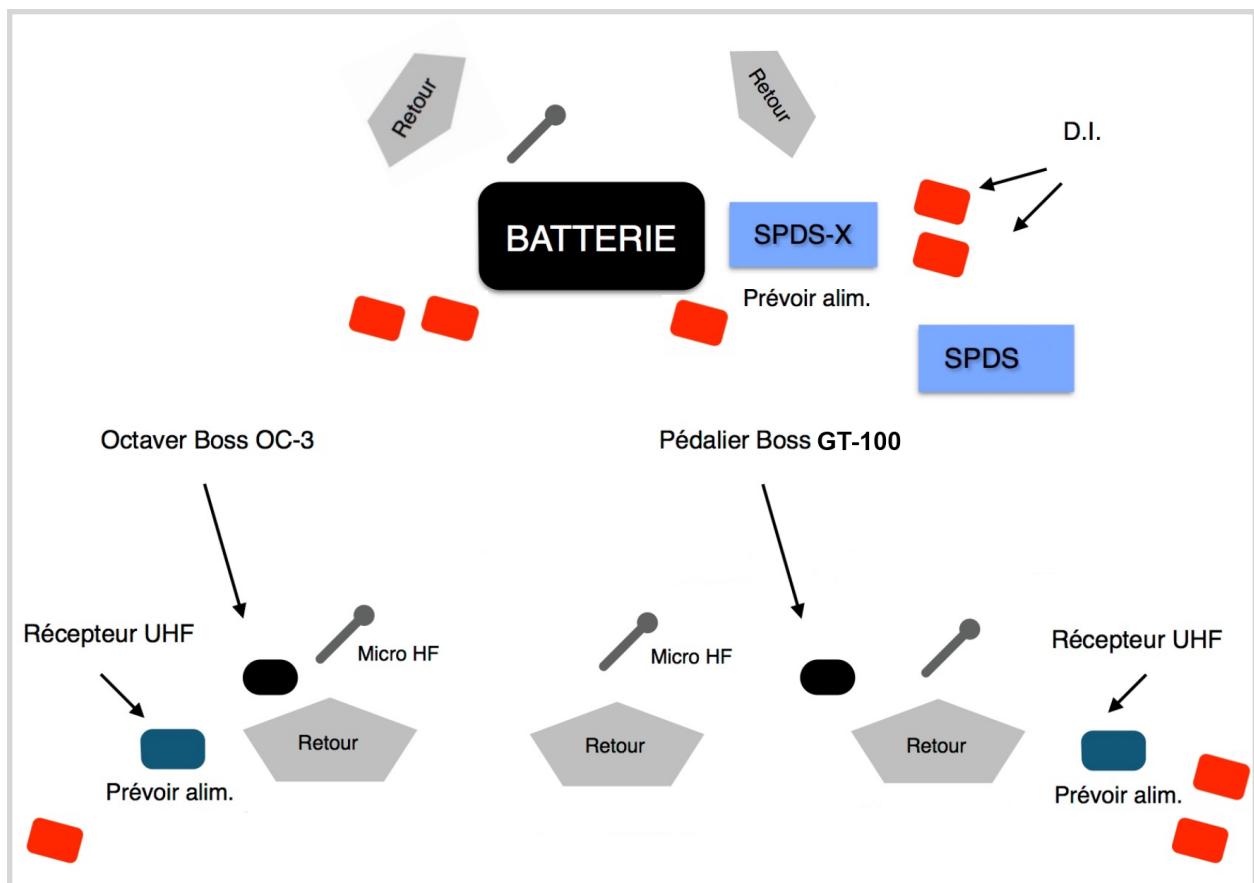 Retour
Retour
D.I.
BATTERIE
SPDS-X
Prévoir alim.
SPDS
Octaver Boss OC-3
Pédalier Boss GT-100
Récepteur UHF
Micro HF
Micro HF
Récepteur UHF
Retour
Retour
Retour
Prévoir alim.
Prévoir alim.